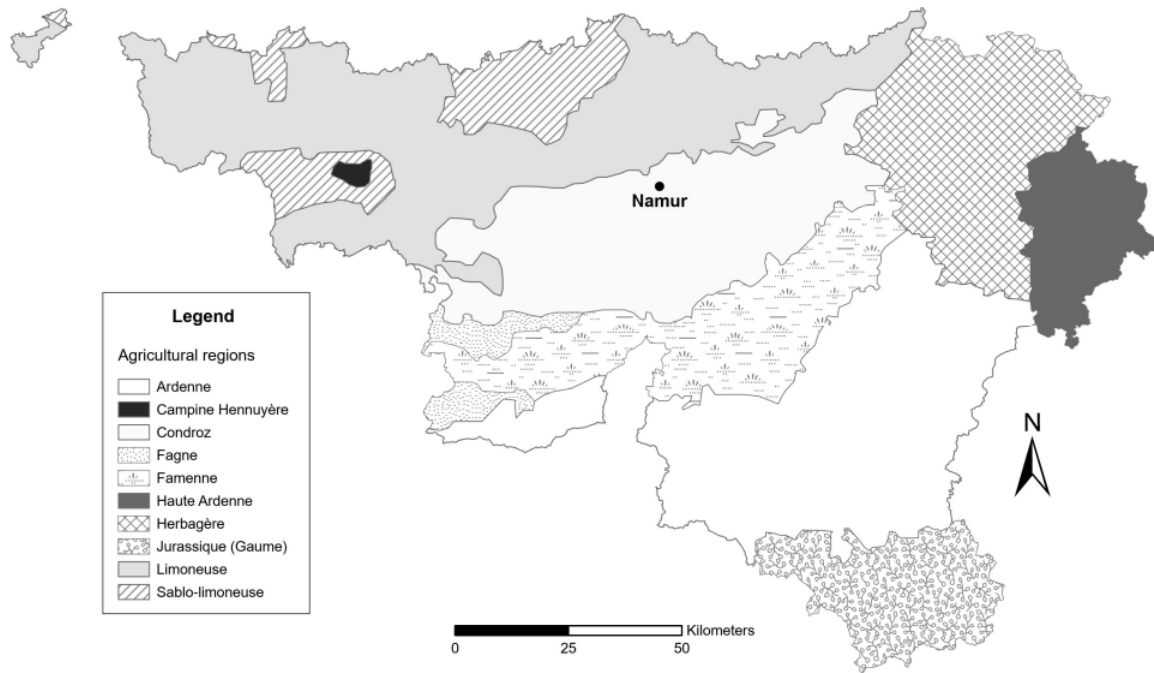 Namur
Legend
Agricultural regions
Ardenne
Campine Hennuyère
Condroz
Fagne
Famenne
Haute Ardenne
Herbagère
Jurassique (Gaume)
Limoneuse
Sablo-limoneuse
N
Kilometers
0 25 50